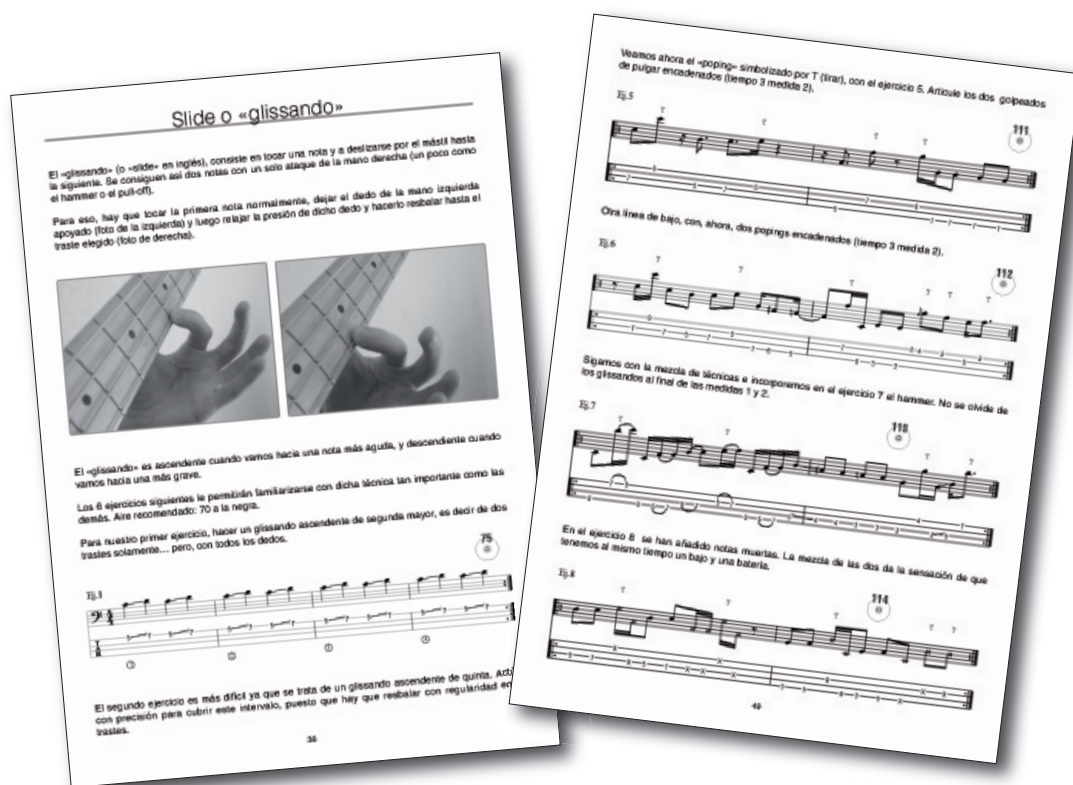 Slide o «glissando»
El «glissando» (o «slide» en inglés), consiste en tocar una nota y a deslizarse por el mástil hasta
la siguiente. Se consiguen así dos notas con un solo ataque de la mano derecha (un poco como
el hammer o el pull-off).
Para eso, hay que tocar la primera nota normalmente, dejar el dedo de la mano izquierda
apoyado (foto de la izquierda) y luego relajar la presión de dicho dedo y hacerlo resbalar hasta el
traste elegido (foto de derecha).
El «glissando» es ascendente cuando vamos hacia una nota más aguda, y descendiente cuando
vamos hacia una más grave.
Los 6 ejercicios siguientes le permitirán familiarizarse con dicha técnica tan importante como las
demás. Aire recomendado: 70 a la negra.
Para nuestro primer ejercicio, hacer un glissando ascendente de segunda mayor, es decir de dos
trastes solamente... pero, con todos los dedos.
75
Ej.1
El segundo ejercicio es más difícil ya que se trata de un glissando ascendente de quinta.
con precisión para cubrir este intervalo, puesto que hay que resbalar con regularidad
trastes.
36
Veamos ahora el «poping» simbolizado por T (tirar), con el ejercicio 5. Articule los dos golpeados
de pulgar encadenados (tiempo 3 medida 2).
Ej.5
T T T T
111
Otra línea de bajo, con, ahora, dos popings encadenados (tiempo 3 medida 2).
Ej.6
T T T T T T
112
Sigamos con la mezcla de técnicas e incorporemos en el ejercicio 7 el hammer. No se olvide de
los glissandos al final de las medidas 1 y 2.
Ej.7
T T T T
113
En el ejercicio 8 se han añadido notas muertas. La mezcla de las dos da la sensación de que
tenemos al mismo tiempo un bajo y una batería.
Ej.8
T T T T T
114
49